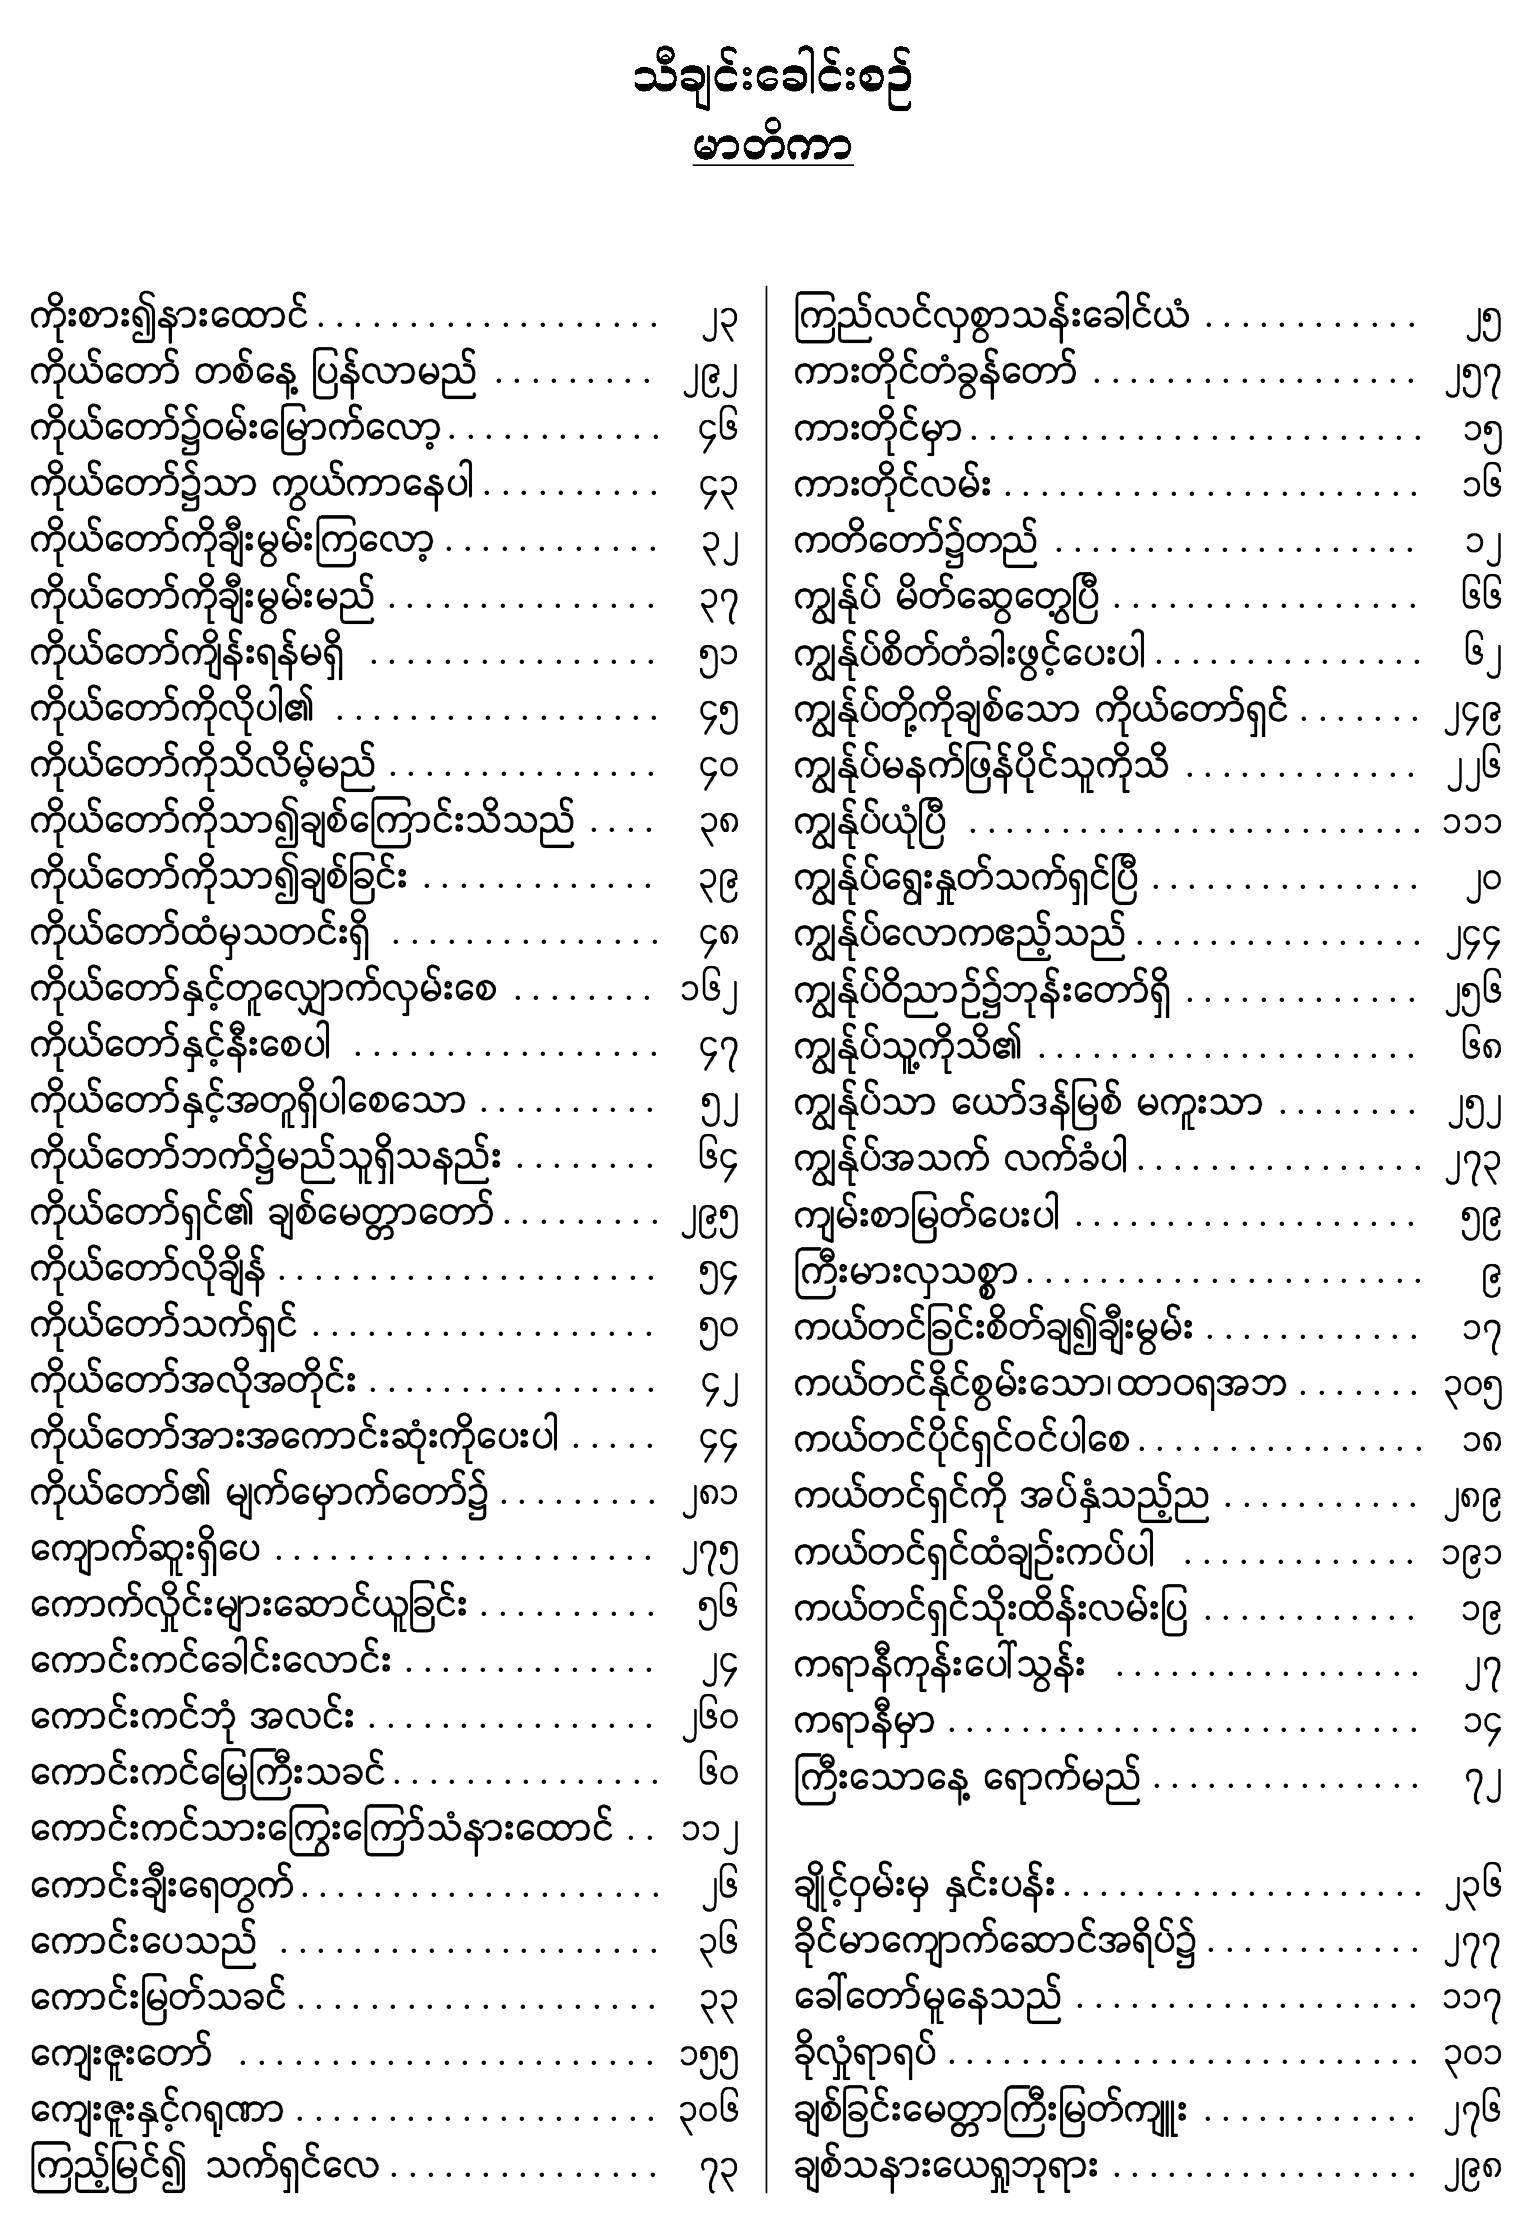 သီချင်းခေါင်းစဉ်
မာတိကာ
ကိုးစား၍နားထောင် . . . . . . . . . . . . . . . . . . . ၂၃
ကိုယ်တော် တစ်နေ့ ပြန်လာမည် . . . . . . . . . ၂၉၂
ကိုယ်တော်၌ဝမ်းမြောက်လော့ . . . . . . . . . . . . ၄၆
ကိုယ်တော်၌သာ ကွယ်ကာနေပါ . . . . . . . . . . ၄၃
ကိုယ်တော်ကိုချီးမွမ်းကြလော့ . . . . . . . . . . . . ၃၂
ကိုယ်တော်ကိုချီးမွမ်းမည် . . . . . . . . . . . . . . . ၃၇
ကိုယ်တော်ကျိန်းရန်မရှိ . . . . . . . . . . . . . . . . ၅၁
ကိုယ်တော်ကိုလိုပါ၏ . . . . . . . . . . . . . . . . . . ၄၅
ကိုယ်တော်ကိုသိလိမ့်မည် . . . . . . . . . . . . . . . ၄၀
ကိုယ်တော်ကိုသာ၍ချစ်ကြောင်းသိသည် . . . . ၃၈
ကိုယ်တော်ကိုသာ၍ချစ်ခြင်း . . . . . . . . . . . . . ၃၉
ကိုယ်တော်ထံမှသတင်းရှိ . . . . . . . . . . . . . . . ၄၈
ကိုယ်တော်နှင့်တူလျှောက်လှမ်းစေ . . . . . . . . ၁၆၂
ကိုယ်တော်နှင့်နီးစေပါ . . . . . . . . . . . . . . . . . ၄၇
ကိုယ်တော်နှင့်အတူရှိပါစေသော . . . . . . . . . . ၅၂
ကိုယ်တော်ဘက်၌မည်သူရှိသနည်း . . . . . . . . ၆၄
ကိုယ်တော်ရှင်၏ ချစ်မေတ္တာတော် . . . . . . . . . ၂၉၅
ကိုယ်တော်လိုချိန် . . . . . . . . . . . . . . . . . . . . . ၅၄
ကိုယ်တော်သက်ရှင် . . . . . . . . . . . . . . . . . . . ၅၀
ကိုယ်တော်အလိုအတိုင်း . . . . . . . . . . . . . . . . ၄၂
ကိုယ်တော်အားအကောင်းဆုံးကိုပေးပါ . . . . . ၄၄
ကိုယ်တော်၏ မျက်မှောက်တော်၌ . . . . . . . . . ၂၈၁
ကျောက်ဆူးရှိပေ . . . . . . . . . . . . . . . . . . . . . ၂၇၅
ကောက်လှိုင်းများဆောင်ယူခြင်း . . . . . . . . . . ၅၆
ကောင်းကင်ခေါင်းလောင်း . . . . . . . . . . . . . . ၂၄
ကောင်းကင်ဘုံ အလင်း . . . . . . . . . . . . . . . . ၂၆၀
ကောင်းကင်မြေကြီးသခင် . . . . . . . . . . . . . . . ၆၀
ကောင်းကင်သားကြွေးကြော်သံနားထောင် . . ၁၁၂
ကောင်းချီးရေတွက် . . . . . . . . . . . . . . . . . . . . ၂၆
ကောင်းပေသည် . . . . . . . . . . . . . . . . . . . . . ၃၆
ကောင်းမြတ်သခင် . . . . . . . . . . . . . . . . . . . . ၃၃
ကျေးဇူးတော် . . . . . . . . . . . . . . . . . . . . . . . ၁၅၅
ကျေးဇူးနှင့်ဂရုဏာ . . . . . . . . . . . . . . . . . . . . ၃၀၆
ကြည့်မြင်၍ သက်ရှင်လေ . . . . . . . . . . . . . . . ၇၃
ကြည်လင်လှစွာသန်းခေါင်ယံ . . . . . . . . . . . . ၂၅
ကားတိုင်တံခွန်တော် . . . . . . . . . . . . . . . . . . ၂၅၇
ကားတိုင်မှာ . . . . . . . . . . . . . . . . . . . . . . . . . ၁၅
ကားတိုင်လမ်း . . . . . . . . . . . . . . . . . . . . . . . ၁၆
ကတိတော်၌တည် . . . . . . . . . . . . . . . . . . . . ၁၂
ကျွန်ုပ် မိတ်ဆွေတွေ့ပြီ . . . . . . . . . . . . . . . . . ၆၆
ကျွန်ုပ်စိတ်တံခါးဖွင့်ပေးပါ . . . . . . . . . . . . . . . ၆၂
ကျွန်ုပ်တို့ကိုချစ်သော ကိုယ်တော်ရှင် . . . . . . . ၂၄၉
ကျွန်ုပ်မနက်ဖြန်ပိုင်သူကိုသိ . . . . . . . . . . . . . ၂၂၆
ကျွန်ုပ်ယုံပြီ . . . . . . . . . . . . . . . . . . . . . . . . . ၁၁၁
ကျွန်ုပ်ရွေးနှုတ်သက်ရှင်ပြီ . . . . . . . . . . . . . . . ၂၀
ကျွန်ုပ်လောကဧည့်သည် . . . . . . . . . . . . . . . . ၂၄၄
ကျွန်ုပ်ဝိညာဉ်၌ဘုန်းတော်ရှိ . . . . . . . . . . . . . ၂၅၆
ကျွန်ုပ်သူ့ကိုသိ၏ . . . . . . . . . . . . . . . . . . . . . ၆၈
ကျွန်ုပ်သာ ယော်ဒန်မြစ် မကူးသာ . . . . . . . . ၂၅၂
ကျွန်ုပ်အသက် လက်ခံပါ . . . . . . . . . . . . . . . . ၂၇၃
ကျမ်းစာမြတ်ပေးပါ . . . . . . . . . . . . . . . . . . . ၅၉
ကြီးမားလှသစ္စာ . . . . . . . . . . . . . . . . . . . . . . ၉
ကယ်တင်ခြင်းစိတ်ချ၍ချီးမွမ်း . . . . . . . . . . . . ၁၇
ကယ်တင်နိုင်စွမ်းသော၊ထာဝရအဘ . . . . . . . ၃၀၅
ကယ်တင်ပိုင်ရှင်ဝင်ပါစေ . . . . . . . . . . . . . . . . ၁၈
ကယ်တင်ရှင်ကို အပ်နှံသည့်ည . . . . . . . . . . . ၂၈၉
ကယ်တင်ရှင်ထံချဉ်းကပ်ပါ . . . . . . . . . . . . . ၁၉၁
ကယ်တင်ရှင်သိုးထိန်းလမ်းပြ . . . . . . . . . . . . ၁၉
ကရာနီကုန်းပေါ်သွန်း . . . . . . . . . . . . . . . . . ၂၇
ကရာနီမှာ . . . . . . . . . . . . . . . . . . . . . . . . . . ၁၄
ကြီးသောနေ့ ရောက်မည် . . . . . . . . . . . . . . . ၇၂
ချိုင့်ဝှမ်းမှ နှင်းပန်း . . . . . . . . . . . . . . . . . . . . ၂၃၆
ခိုင်မာကျောက်ဆောင်အရိပ်၌ . . . . . . . . . . . . ၂၇၇
ခေါ်တော်မူနေသည် . . . . . . . . . . . . . . . . . . . ၁၁၇
ခိုလှုံရာရပ် . . . . . . . . . . . . . . . . . . . . . . . . . . ၃၀၁
ချစ်ခြင်းမေတ္တာကြီးမြတ်ကျူး . . . . . . . . . . . . ၂၇၆
ချစ်သနားယေရှုဘုရား . . . . . . . . . . . . . . . . . ၂၉၈